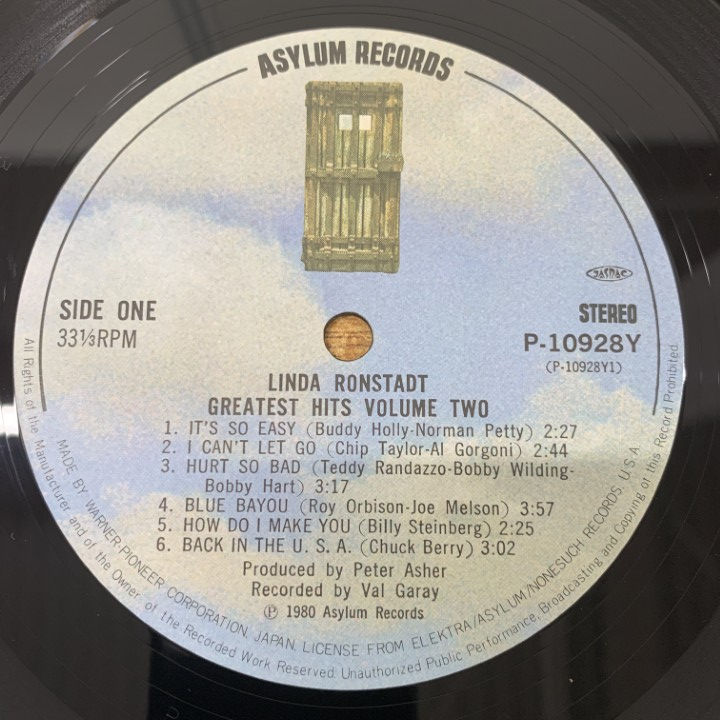 ASYLUM RECORDS
JASRAC
SIDE ONE
33⅓RPM
STEREO
P-10928Y
(P-10928Y1)
LINDA RONSTADT
GREATEST HITS VOLUME TWO
1. IT'S SO EASY (Buddy Holly-Norman Petty) 2:27
2. I CAN'T LET GO (Chip Taylor-Al Gorgoni) 2:44
3. HURT SO BAD (Teddy Randazzo-Bobby Wilding-
Bobby Hart) 3:17
4. BLUE BAYOU (Roy Orbison-Joe Melson) 3:57
5. HOW DO I MAKE YOU (Billy Steinberg) 2:25
6. BACK IN THE U. S. A. (Chuck Berry) 3:02
Produced by Peter Asher
Recorded by Val Garay
℗ 1980 Asylum Records
MADE BY WARNER-PIONEER CORPORATION, JAPAN. LICENSE FROM ELEKTRA/ASYLUM/NONESUCH RECORDS, U.S.A.
All Rights of the Manufacturer and of the Owner of the Recorded Work Reserved. Unauthorized Public Performance, Broadcasting and Copying of this Record Prohibited.